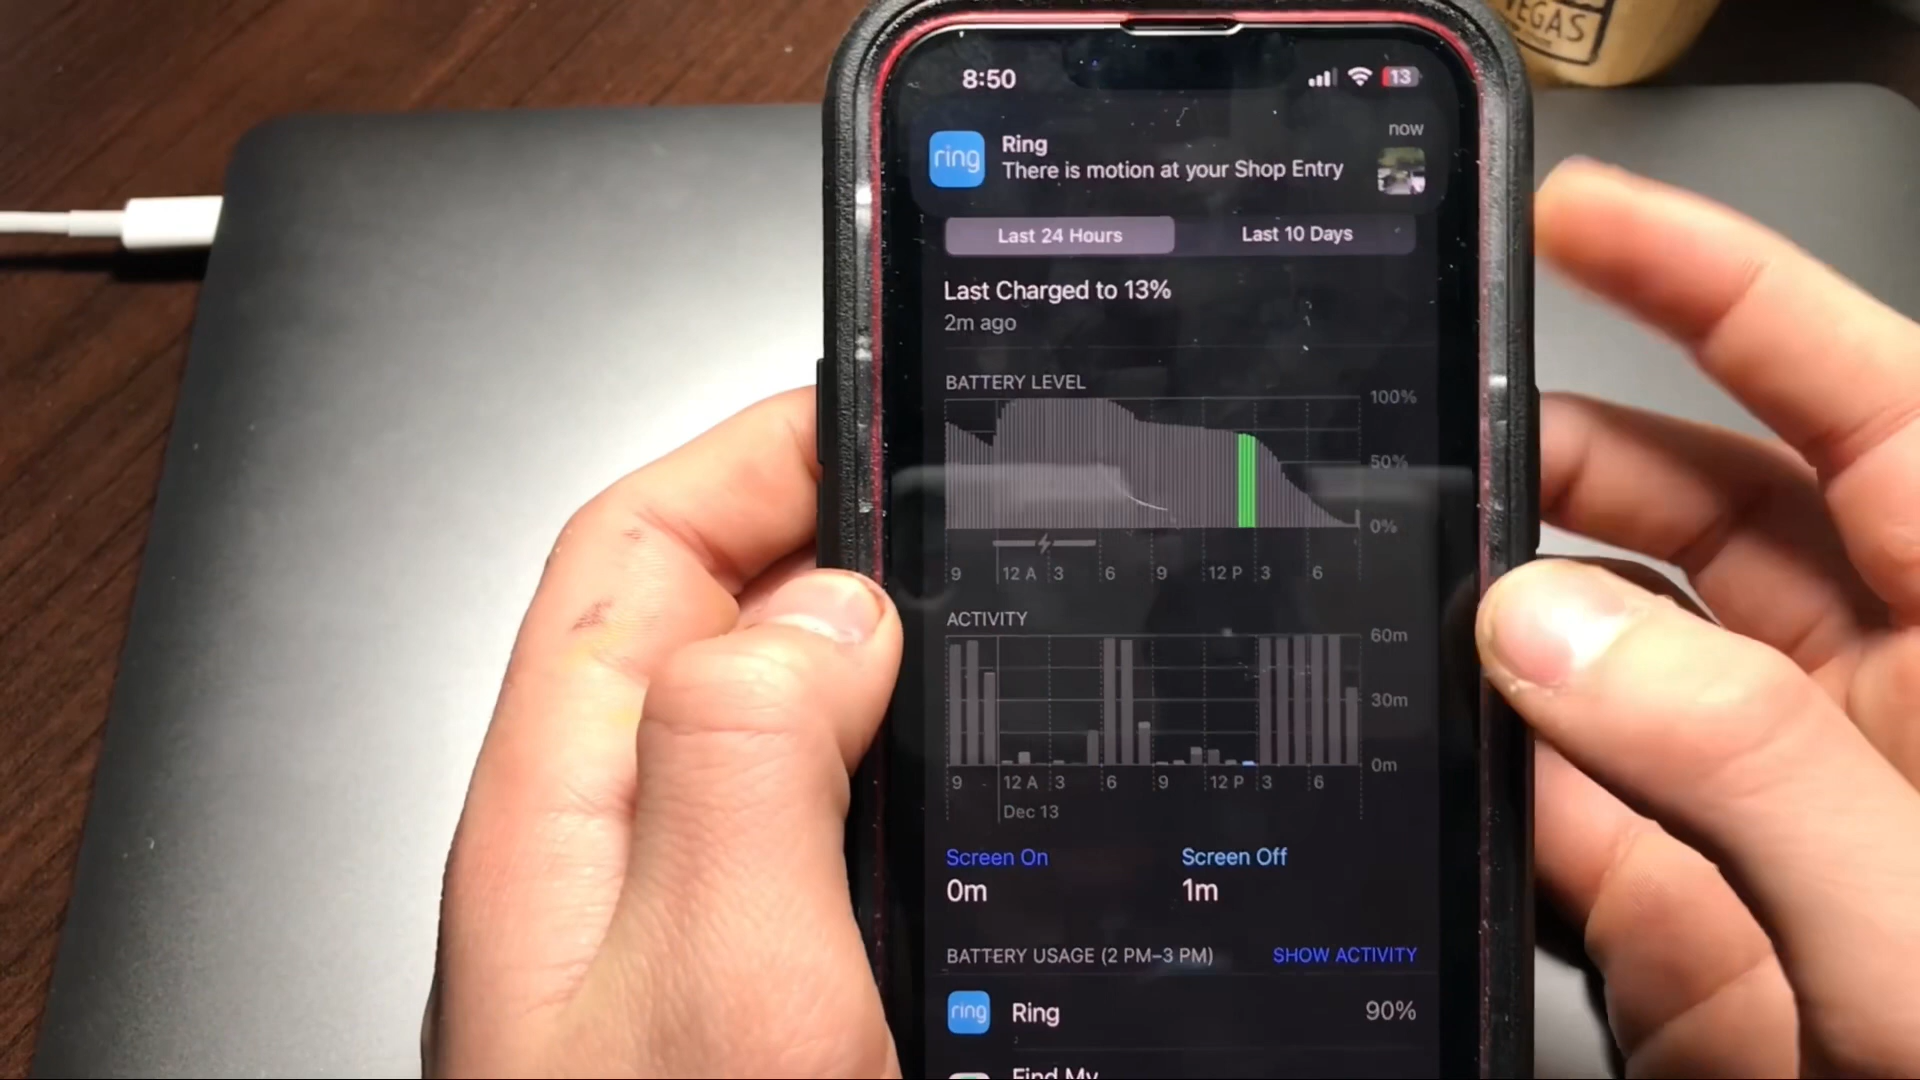 VEGAS
8:50
13
ring
Ring
now
There is motion at your Shop Entry
Last 24 Hours
Last 10 Days
Last Charged to 13%
2m ago
BATTERY LEVEL
100%
50%
0%
9 12 A 3 6 9 12 P 3 6
ACTIVITY
60m
30m
0m
9 12 A 3 6 9 12 P 3 6
Dec 13
Screen On
Screen Off
0m
1m
BATTERY USAGE (2 PM–3 PM)
SHOW ACTIVITY
ring
Ring
90%
Find My